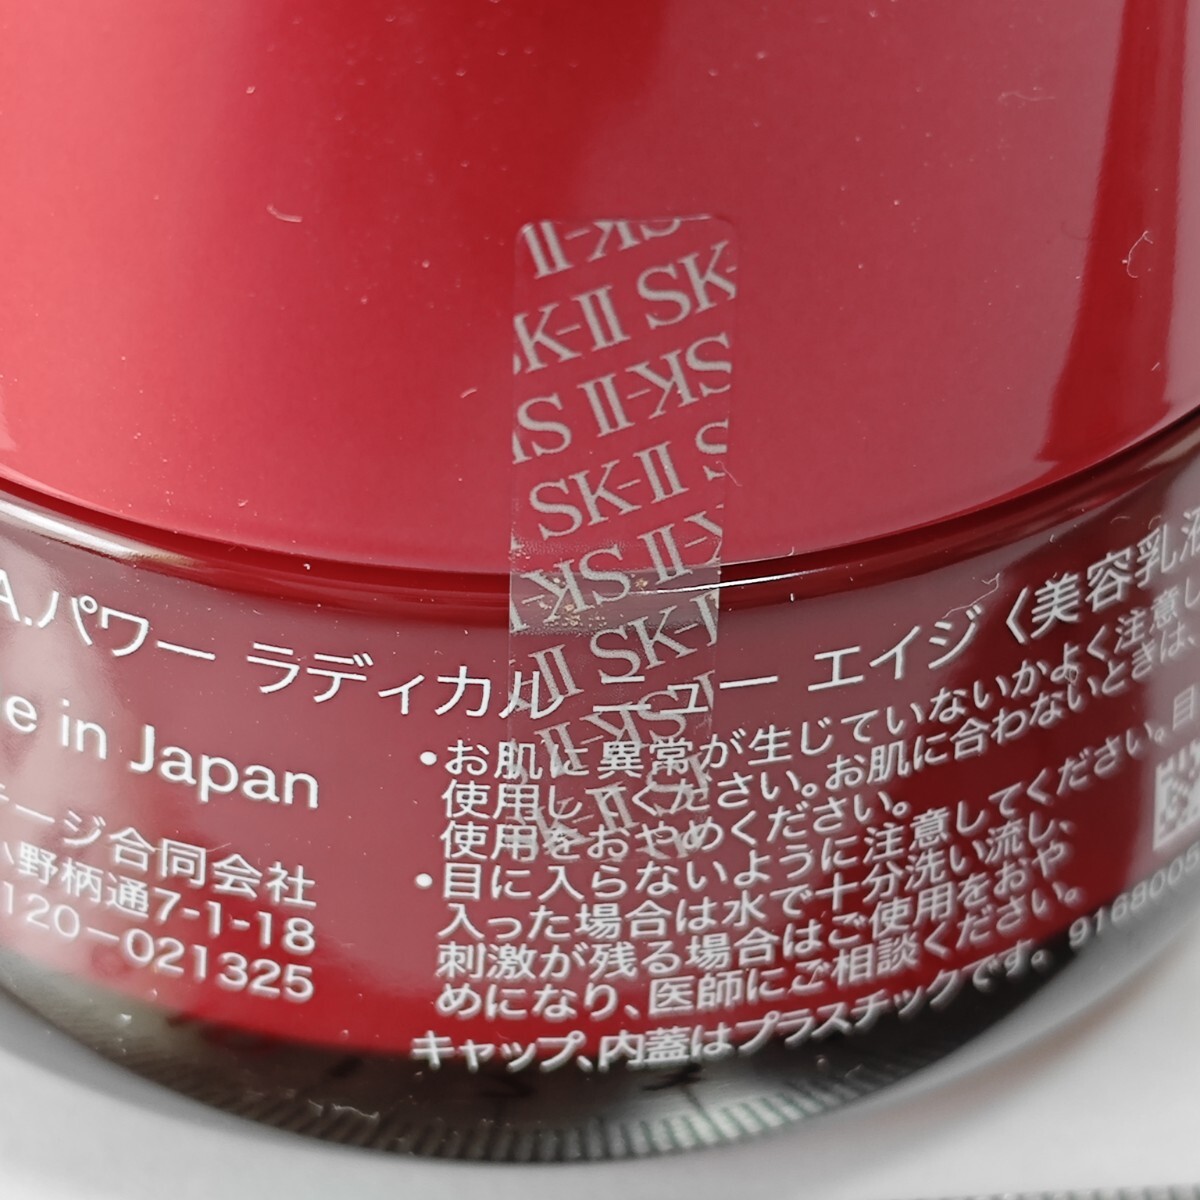 II-SK
SK-II SK-
SK II-SK
SK-II S
-SK II-SK
II SK-II
A.パワー ラディカル ニュー エイジ〈美容乳液
e in Japan
ージ合同会社
小野柄通7-1-18
120-021325
・お肌に異常が生じていないかよく注意し
使用してください。お肌に合わないときは、
使用をおやめください。
・目に入らないように注意してください。目
入った場合は水で十分洗い流し、
刺激が残る場合はご使用をおや
めになり、医師にご相談ください。
キャップ、内蓋はプラスチックです。
9168005